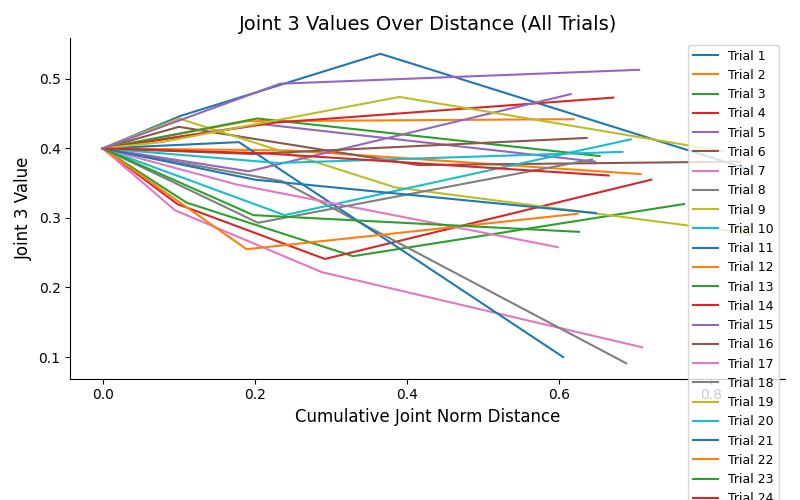 Joint 3 Values Over Distance (All Trials)
Joint 3 Value
0.5
0.4
0.3
0.2
0.1
0.0
0.2
0.4
0.6
0.8
Cumulative Joint Norm Distance
Trial 1
Trial 2
Trial 3
Trial 4
Trial 5
Trial 6
Trial 7
Trial 8
Trial 9
Trial 10
Trial 11
Trial 12
Trial 13
Trial 14
Trial 15
Trial 16
Trial 17
Trial 18
Trial 19
Trial 20
Trial 21
Trial 22
Trial 23
Trial 24